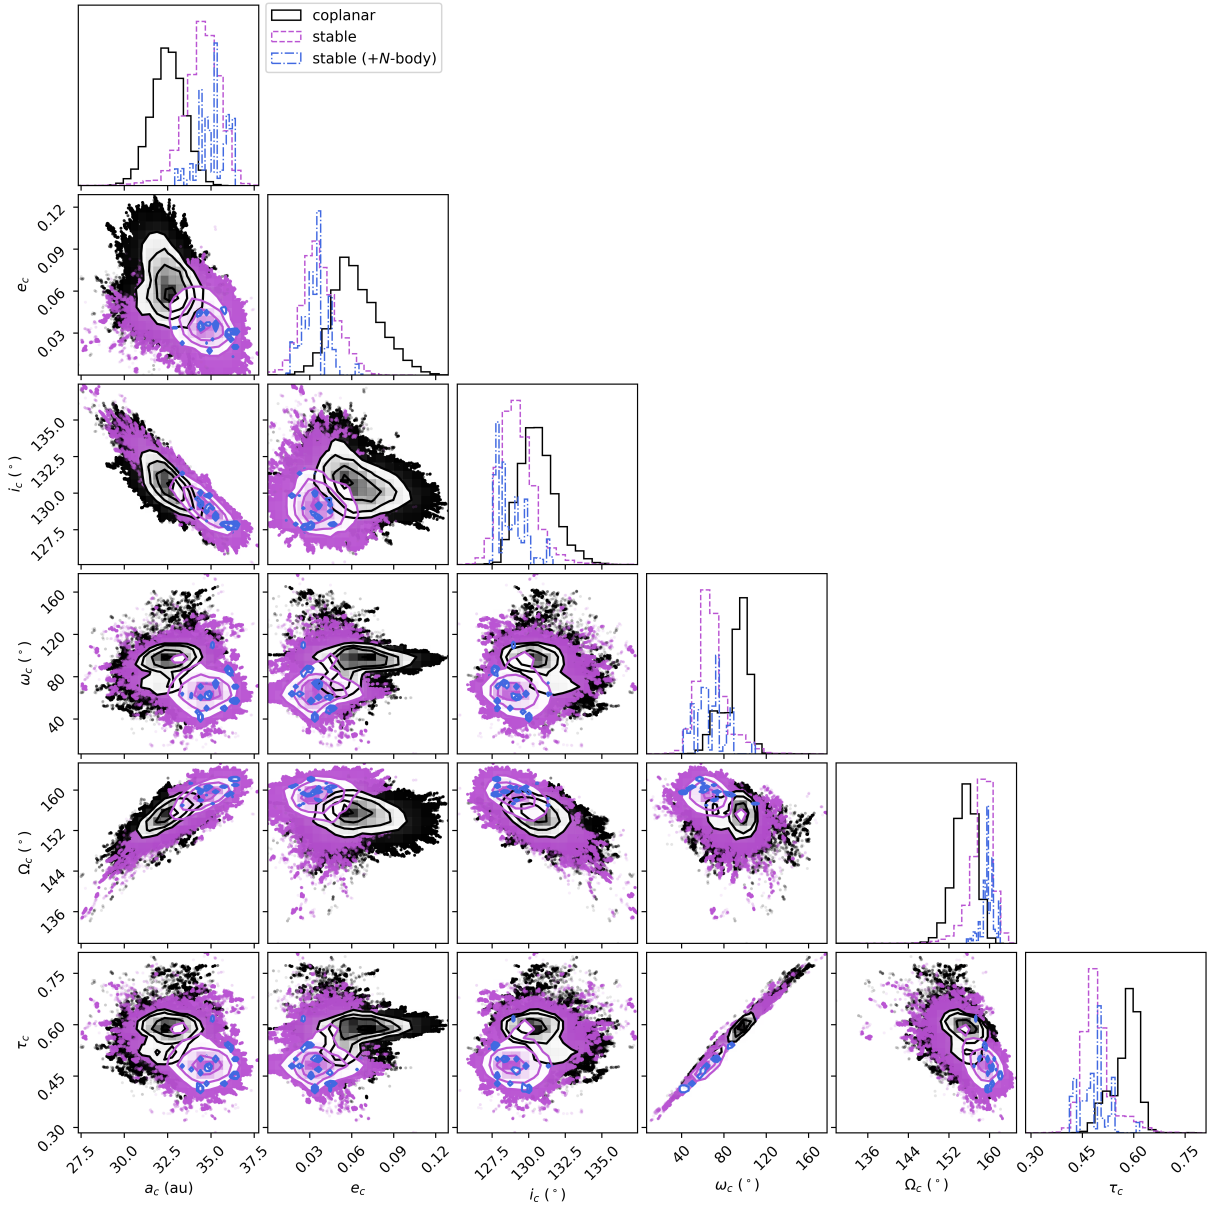 coplanar
stable
stable (+N-body)
0.12
0.09
0.06
0.03
e_c
135.0
132.5
130.0
127.5
i_c (°)
160
120
80
40
ω_c (°)
160
152
144
136
Ω_c (°)
0.75
0.60
0.45
0.30
τ_c
27.5 30.0 32.5 35.0 37.5
0.03 0.06 0.09 0.12
127.5 130.0 132.5 135.0
40 80 120 160
136 144 152 160
0.30 0.45 0.60 0.75
a_c (au)
e_c
i_c (°)
ω_c (°)
Ω_c (°)
τ_c